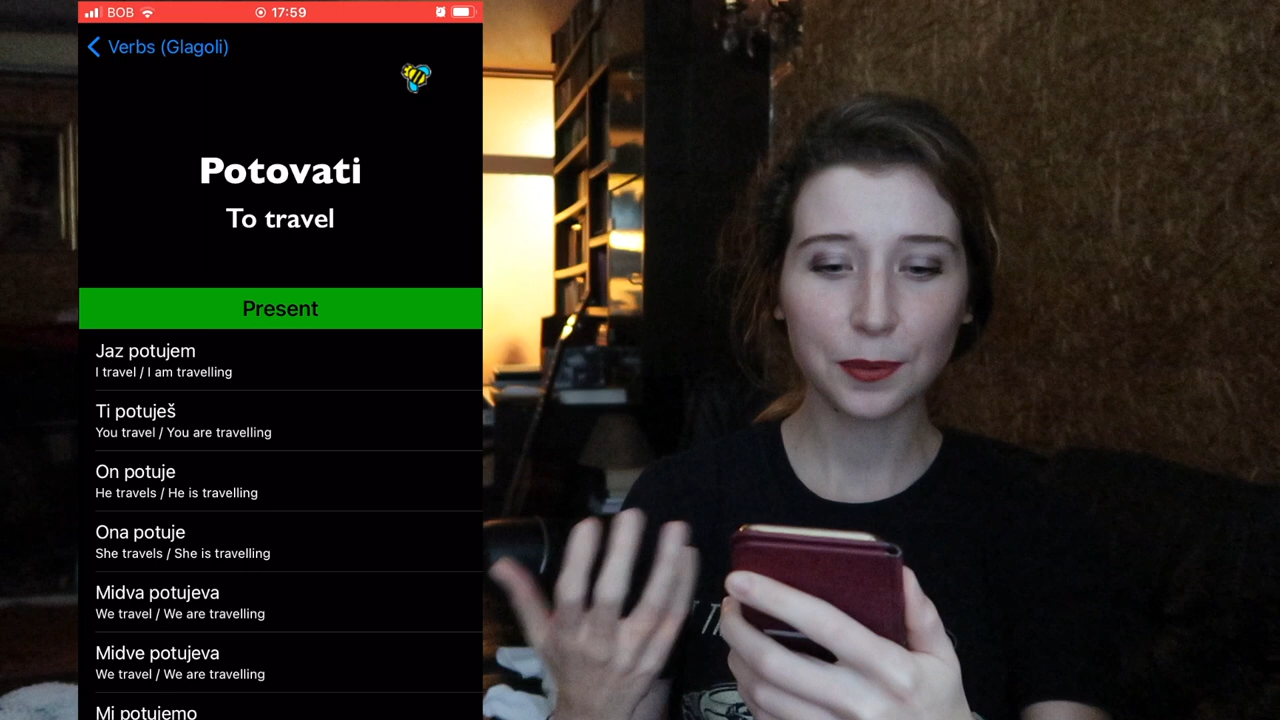 BOB
17:59
Verbs (Glagoli)
Potovati
To travel
Present
Jaz potujem
I travel / I am travelling
Ti potuješ
You travel / You are travelling
On potuje
He travels / He is travelling
Ona potuje
She travels / She is travelling
Midva potujeva
We travel / We are travelling
Midve potujeva
We travel / We are travelling
Mi potujemo